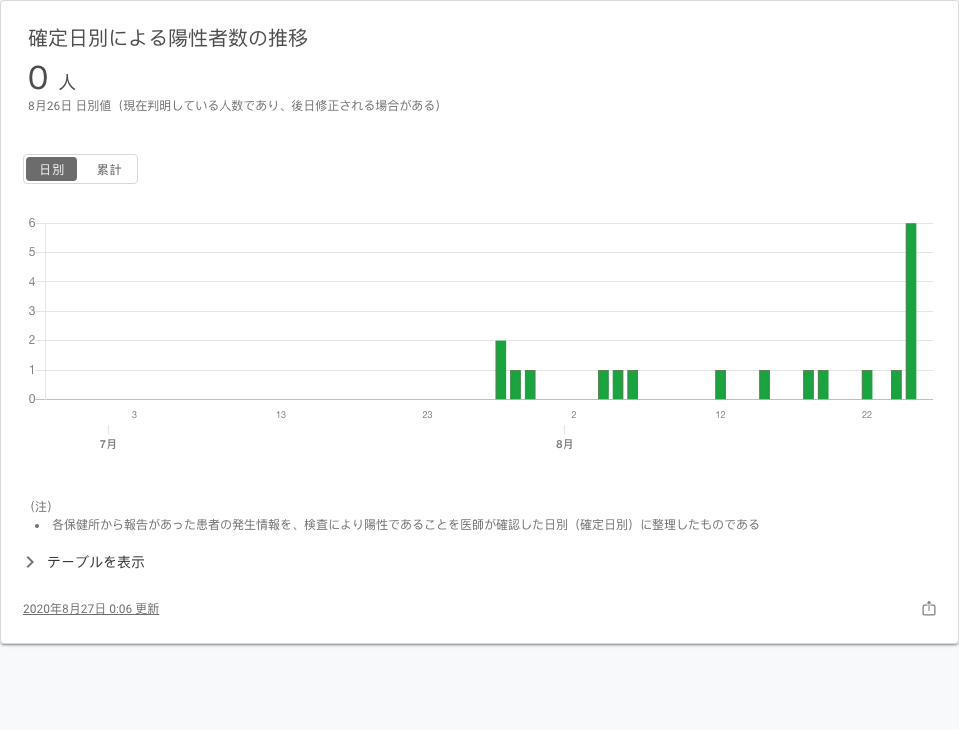 確定日別による陽性者数の推移
0 人
8月26日 日別値（現在判明している人数であり、後日修正される場合がある）
日別 累計
6
5
4
3
2
1
0
3 13 23 2 12 22
7月 8月
（注）
• 各保健所から報告があった患者の発生情報を、検査により陽性であることを医師が確認した日別（確定日別）に整理したものである
テーブルを表示
2020年8月27日 0:06 更新